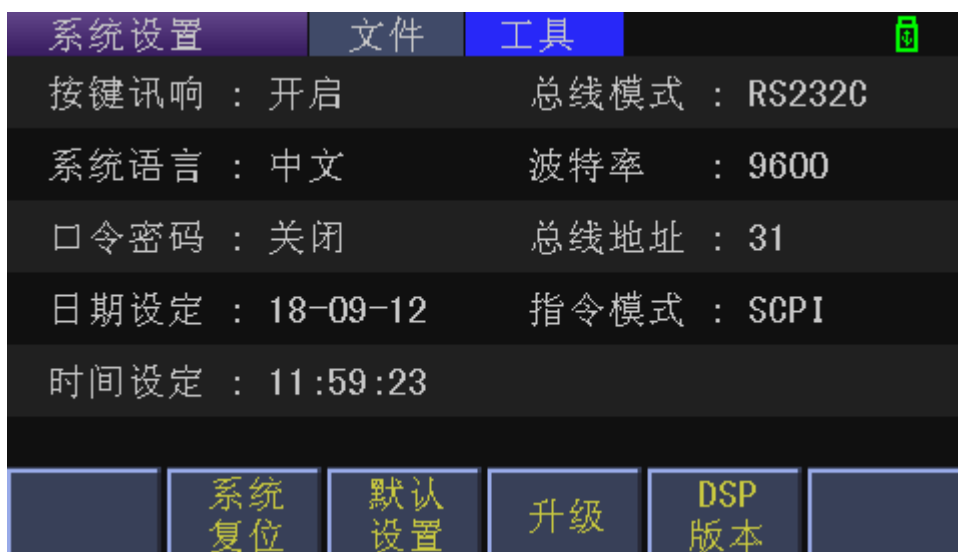 系统设置 文件 工具
按键讯响 : 开启 总线模式 : RS232C
系统语言 : 中文 波特率 : 9600
口令密码 : 关闭 总线地址 : 31
日期设定 : 18-09-12 指令模式 : SCPI
时间设定 : 11:59:23
系统 默认 升级 DSP
复位 设置 版本